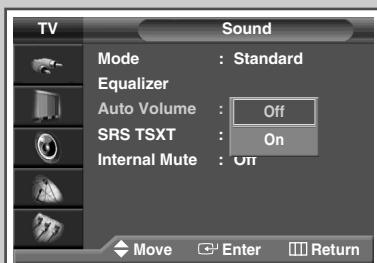 TV Sound
Mode : Standard
Equalizer
Auto Volume : Off
SRS TSXT : On
Internal Mute : Off
Move Enter Return